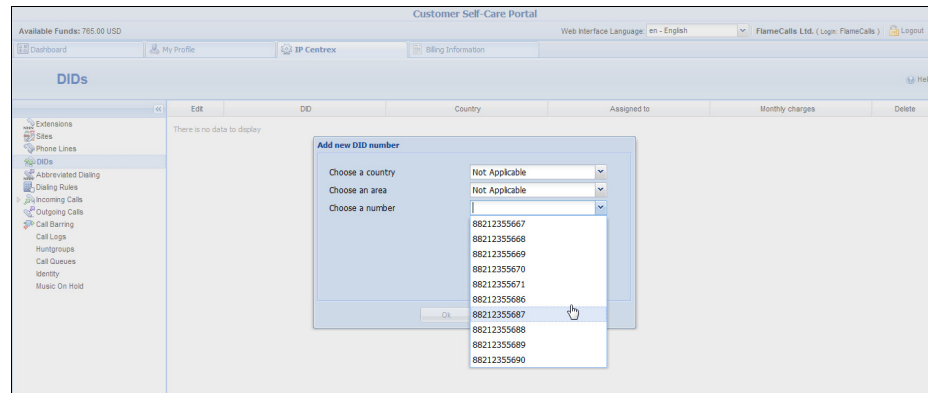 Customer Self-Care Portal
Available Funds: 765.00 USD
Web Interface Language: en - English
FlameCalls Ltd. ( Login: FlameCalls )
Logout
Dashboard
My Profile
IP Centrex
Billing Information
DIDs
Hel
Edit
DID
Country
Assigned to
Monthly charges
Delete
There is no data to display
Extensions
Sites
Phone Lines
DIDs
Abbreviated Dialing
Dialing Rules
Incoming Calls
Outgoing Calls
Call Barring
Call Logs
Huntgroups
Call Queues
Identity
Music On Hold
Add new DID number
Choose a country
Not Applicable
Choose an area
Not Applicable
Choose a number
88212355667
88212355668
88212355669
88212355670
88212355671
88212355686
88212355687
88212355688
88212355689
88212355690
Ok